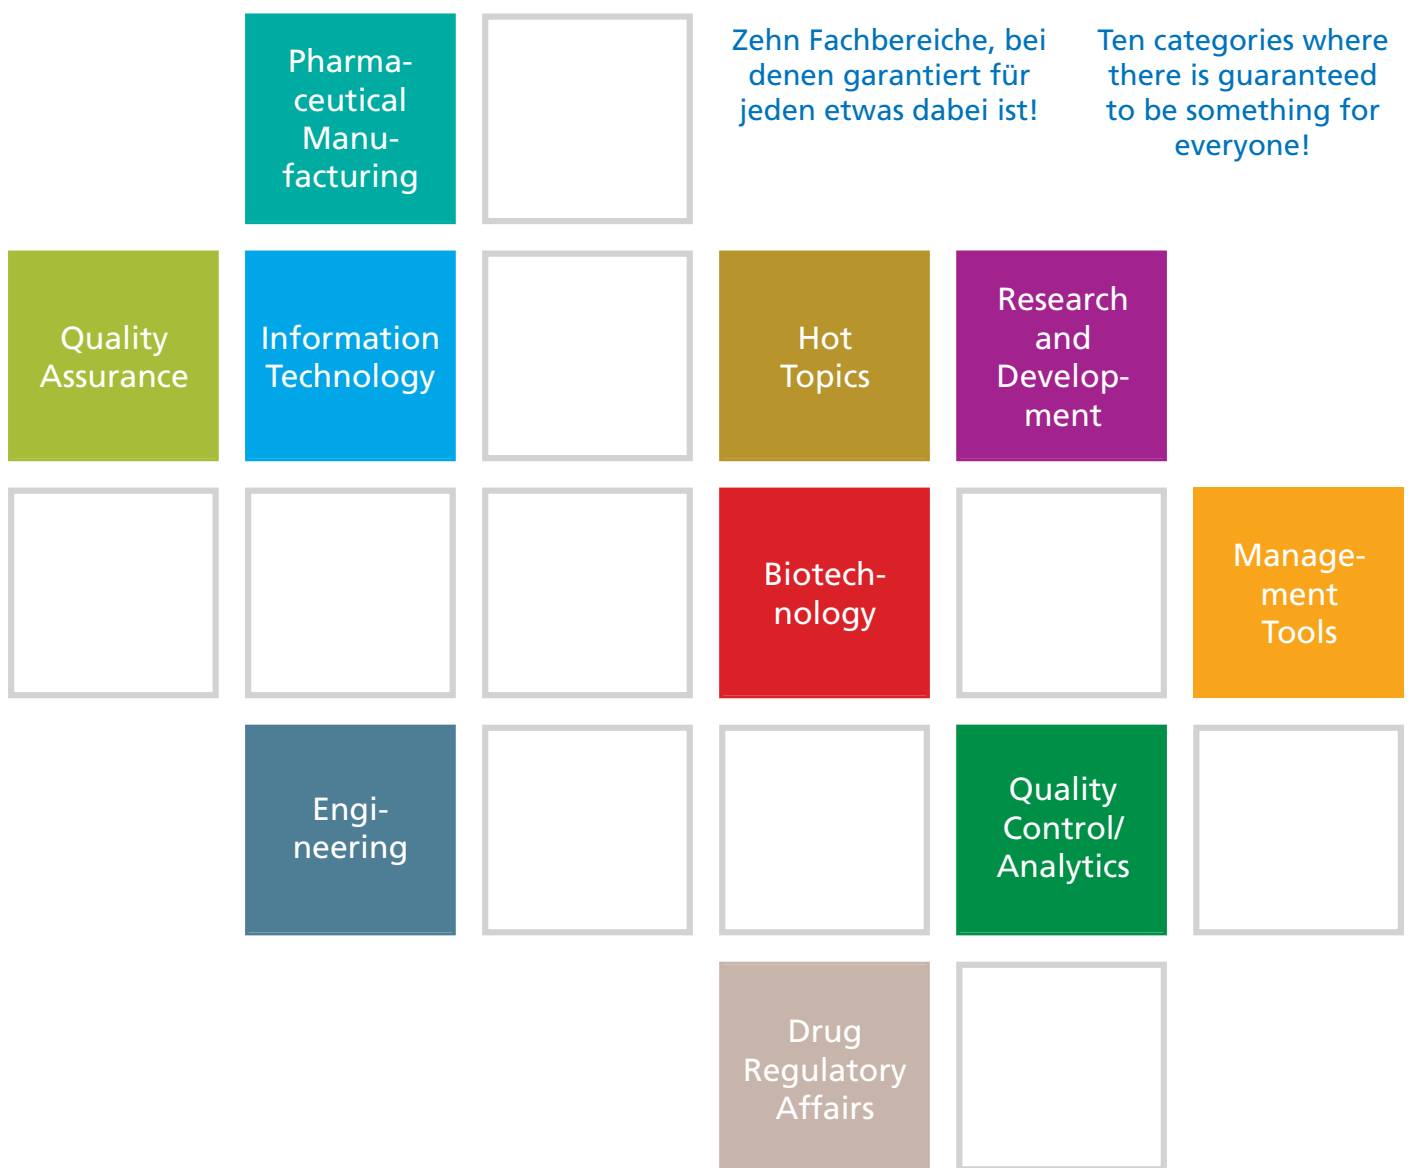 Pharma-
ceutical
Manu-
facturing
Zehn Fachbereiche, bei
denen garantiert für
jeden etwas dabei ist!
Ten categories where
there is guaranteed
to be something for
everyone!
Quality
Assurance
Information
Technology
Hot
Topics
Research
and
Develop-
ment
Biotech-
nology
Manage-
ment
Tools
Engi-
neering
Quality
Control/
Analytics
Drug
Regulatory
Affairs